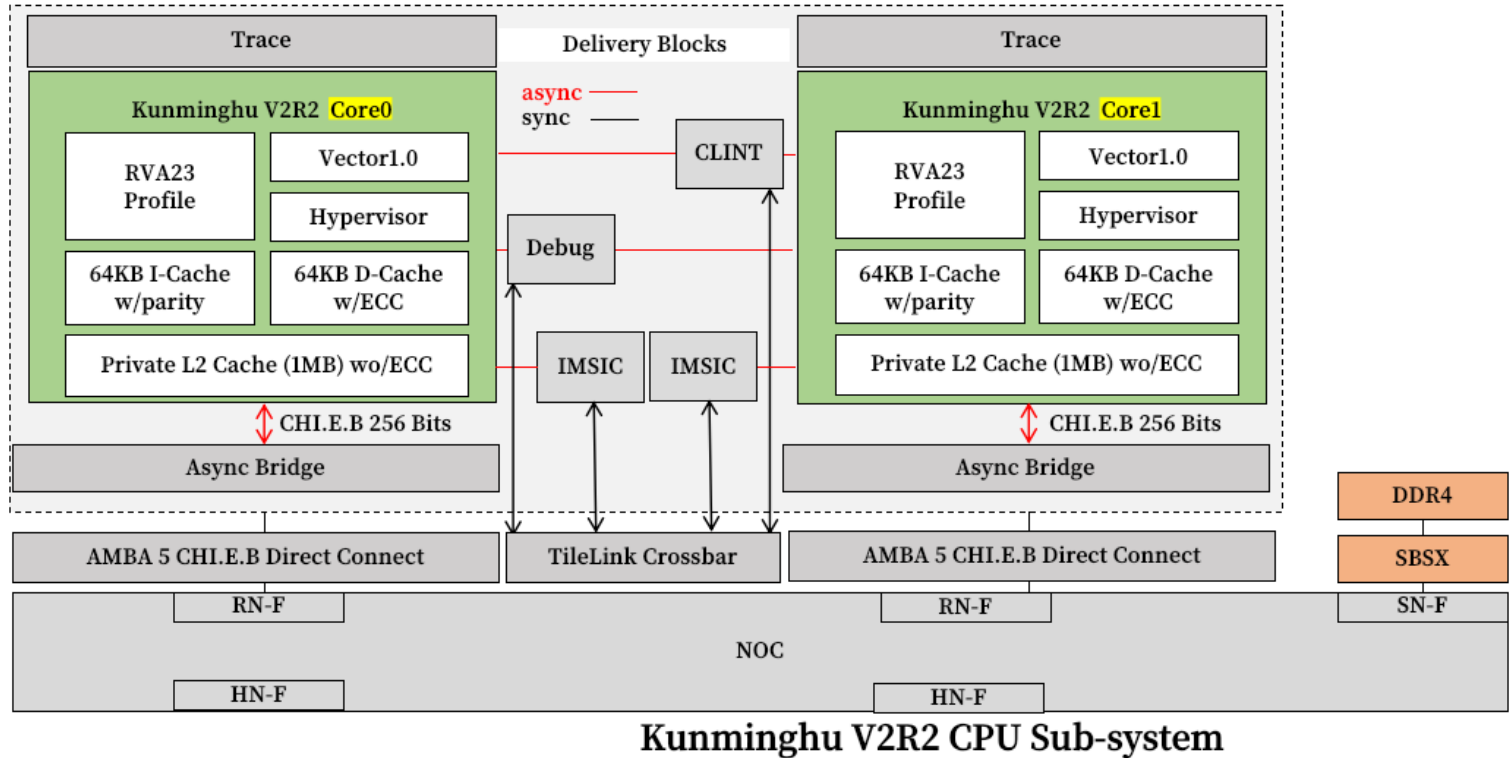 Trace
Delivery Blocks
Trace
Kunminghu V2R2 Core0
RVA23
Profile
Vector1.0
Hypervisor
64KB I-Cache
w/parity
64KB D-Cache
w/ECC
Private L2 Cache (1MB) wo/ECC
CHI.E.B 256 Bits
Async Bridge
async
sync
CLINT
Debug
IMSIC
IMSIC
Kunminghu V2R2 Core1
RVA23
Profile
Vector1.0
Hypervisor
64KB I-Cache
w/parity
64KB D-Cache
w/ECC
Private L2 Cache (1MB) wo/ECC
CHI.E.B 256 Bits
Async Bridge
DDR4
SBSX
AMBA 5 CHI.E.B Direct Connect
TileLink Crossbar
AMBA 5 CHI.E.B Direct Connect
RN-F
RN-F
SN-F
NOC
HN-F
HN-F
Kunminghu V2R2 CPU Sub-system